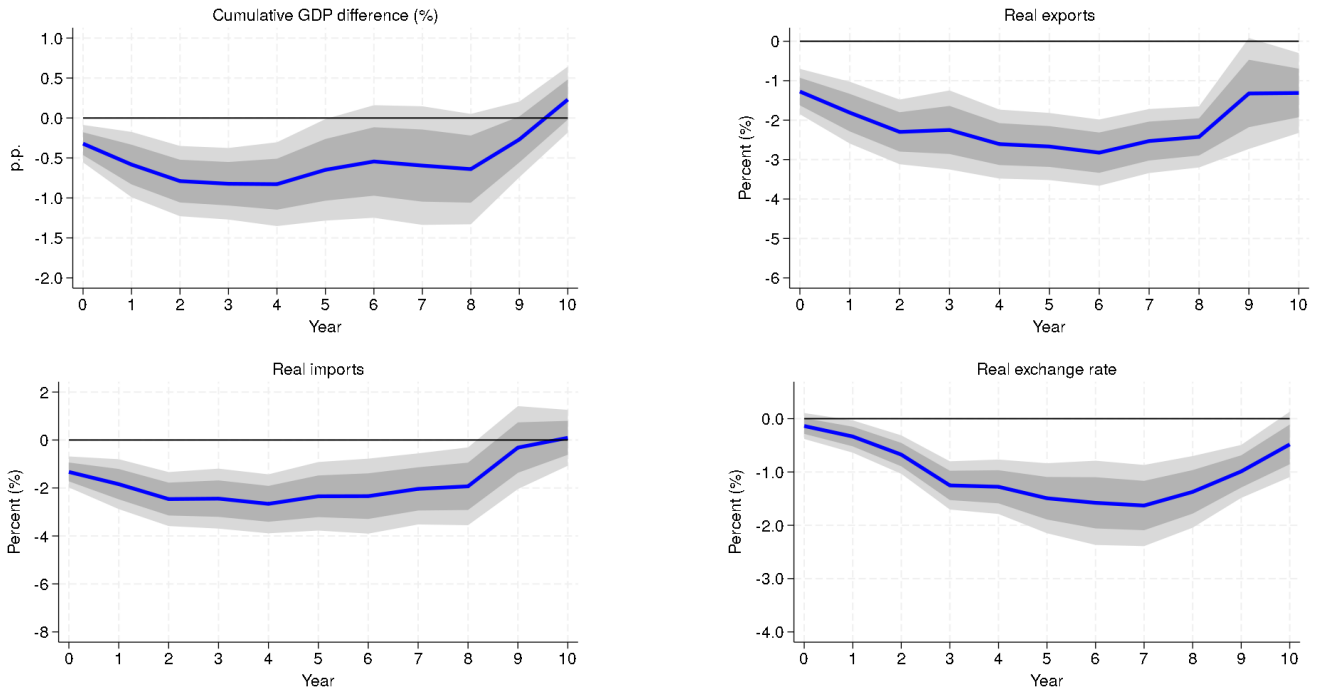 Cumulative GDP difference (%)
1.0
0.5
0.0
-0.5
-1.0
-1.5
-2.0
p.p.
0 1 2 3 4 5 6 7 8 9 10
Year
Real exports
0
-1
-2
-3
-4
-5
-6
Percent (%)
0 1 2 3 4 5 6 7 8 9 10
Year
Real imports
2
0
-2
-4
-6
-8
Percent (%)
0 1 2 3 4 5 6 7 8 9 10
Year
Real exchange rate
0.0
-1.0
-2.0
-3.0
-4.0
Percent (%)
0 1 2 3 4 5 6 7 8 9 10
Year